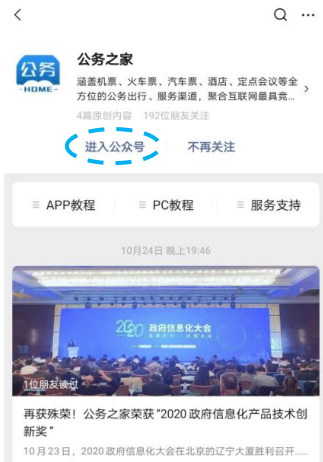 公务之家
公务
·HOME·
涵盖机票、火车票、汽车票、酒店、定点会议等全
方位的公务出行、服务渠道，聚合互联网最具竞...
4篇原创内容 192位朋友关注
进入公众号 不再关注
APP教程 PC教程 服务支持
10月24日 晚上19:46
2020 政府信息化大会
1位朋友读过
再获殊荣！公务之家荣获“2020政府信息化产品技术创
新奖”
10月23日，2020政府信息化大会在北京的辽宁大厦胜利召开......